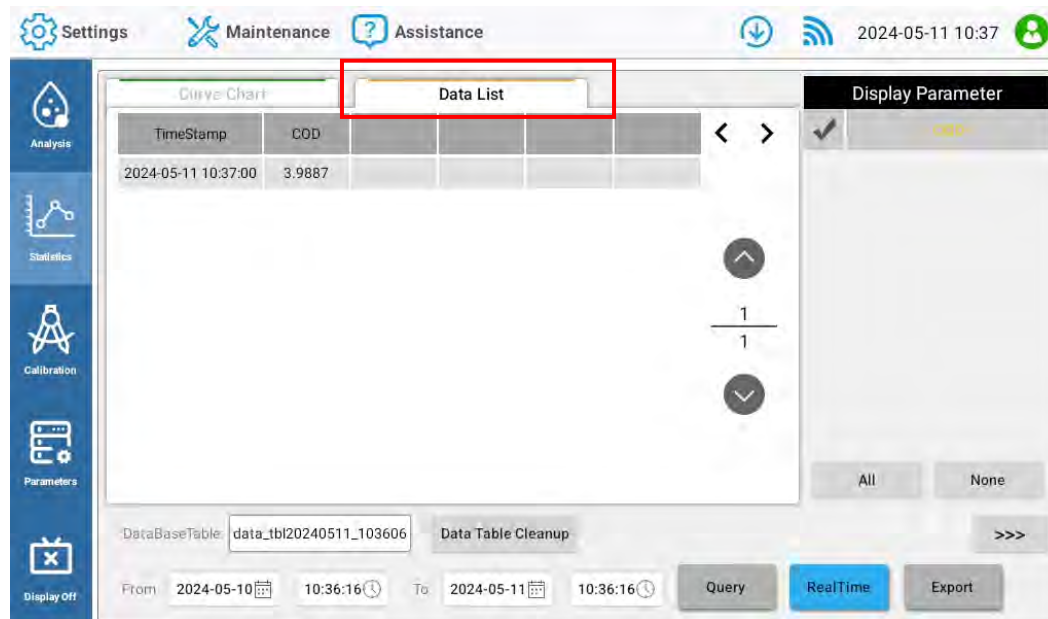 Settings Maintenance Assistance 2024-05-11 10:37
Analysis
Statistics
Calibration
Parameters
Display Off
Curve Chart Data List
TimeStamp COD
2024-05-11 10:37:00 3.9887
1
1
Display Parameter
All None
DataBaseTable: data_tbl20240511_103606 Data Table Cleanup >>>
From 2024-05-10 10:36:16 To 2024-05-11 10:36:16 Query RealTime Export